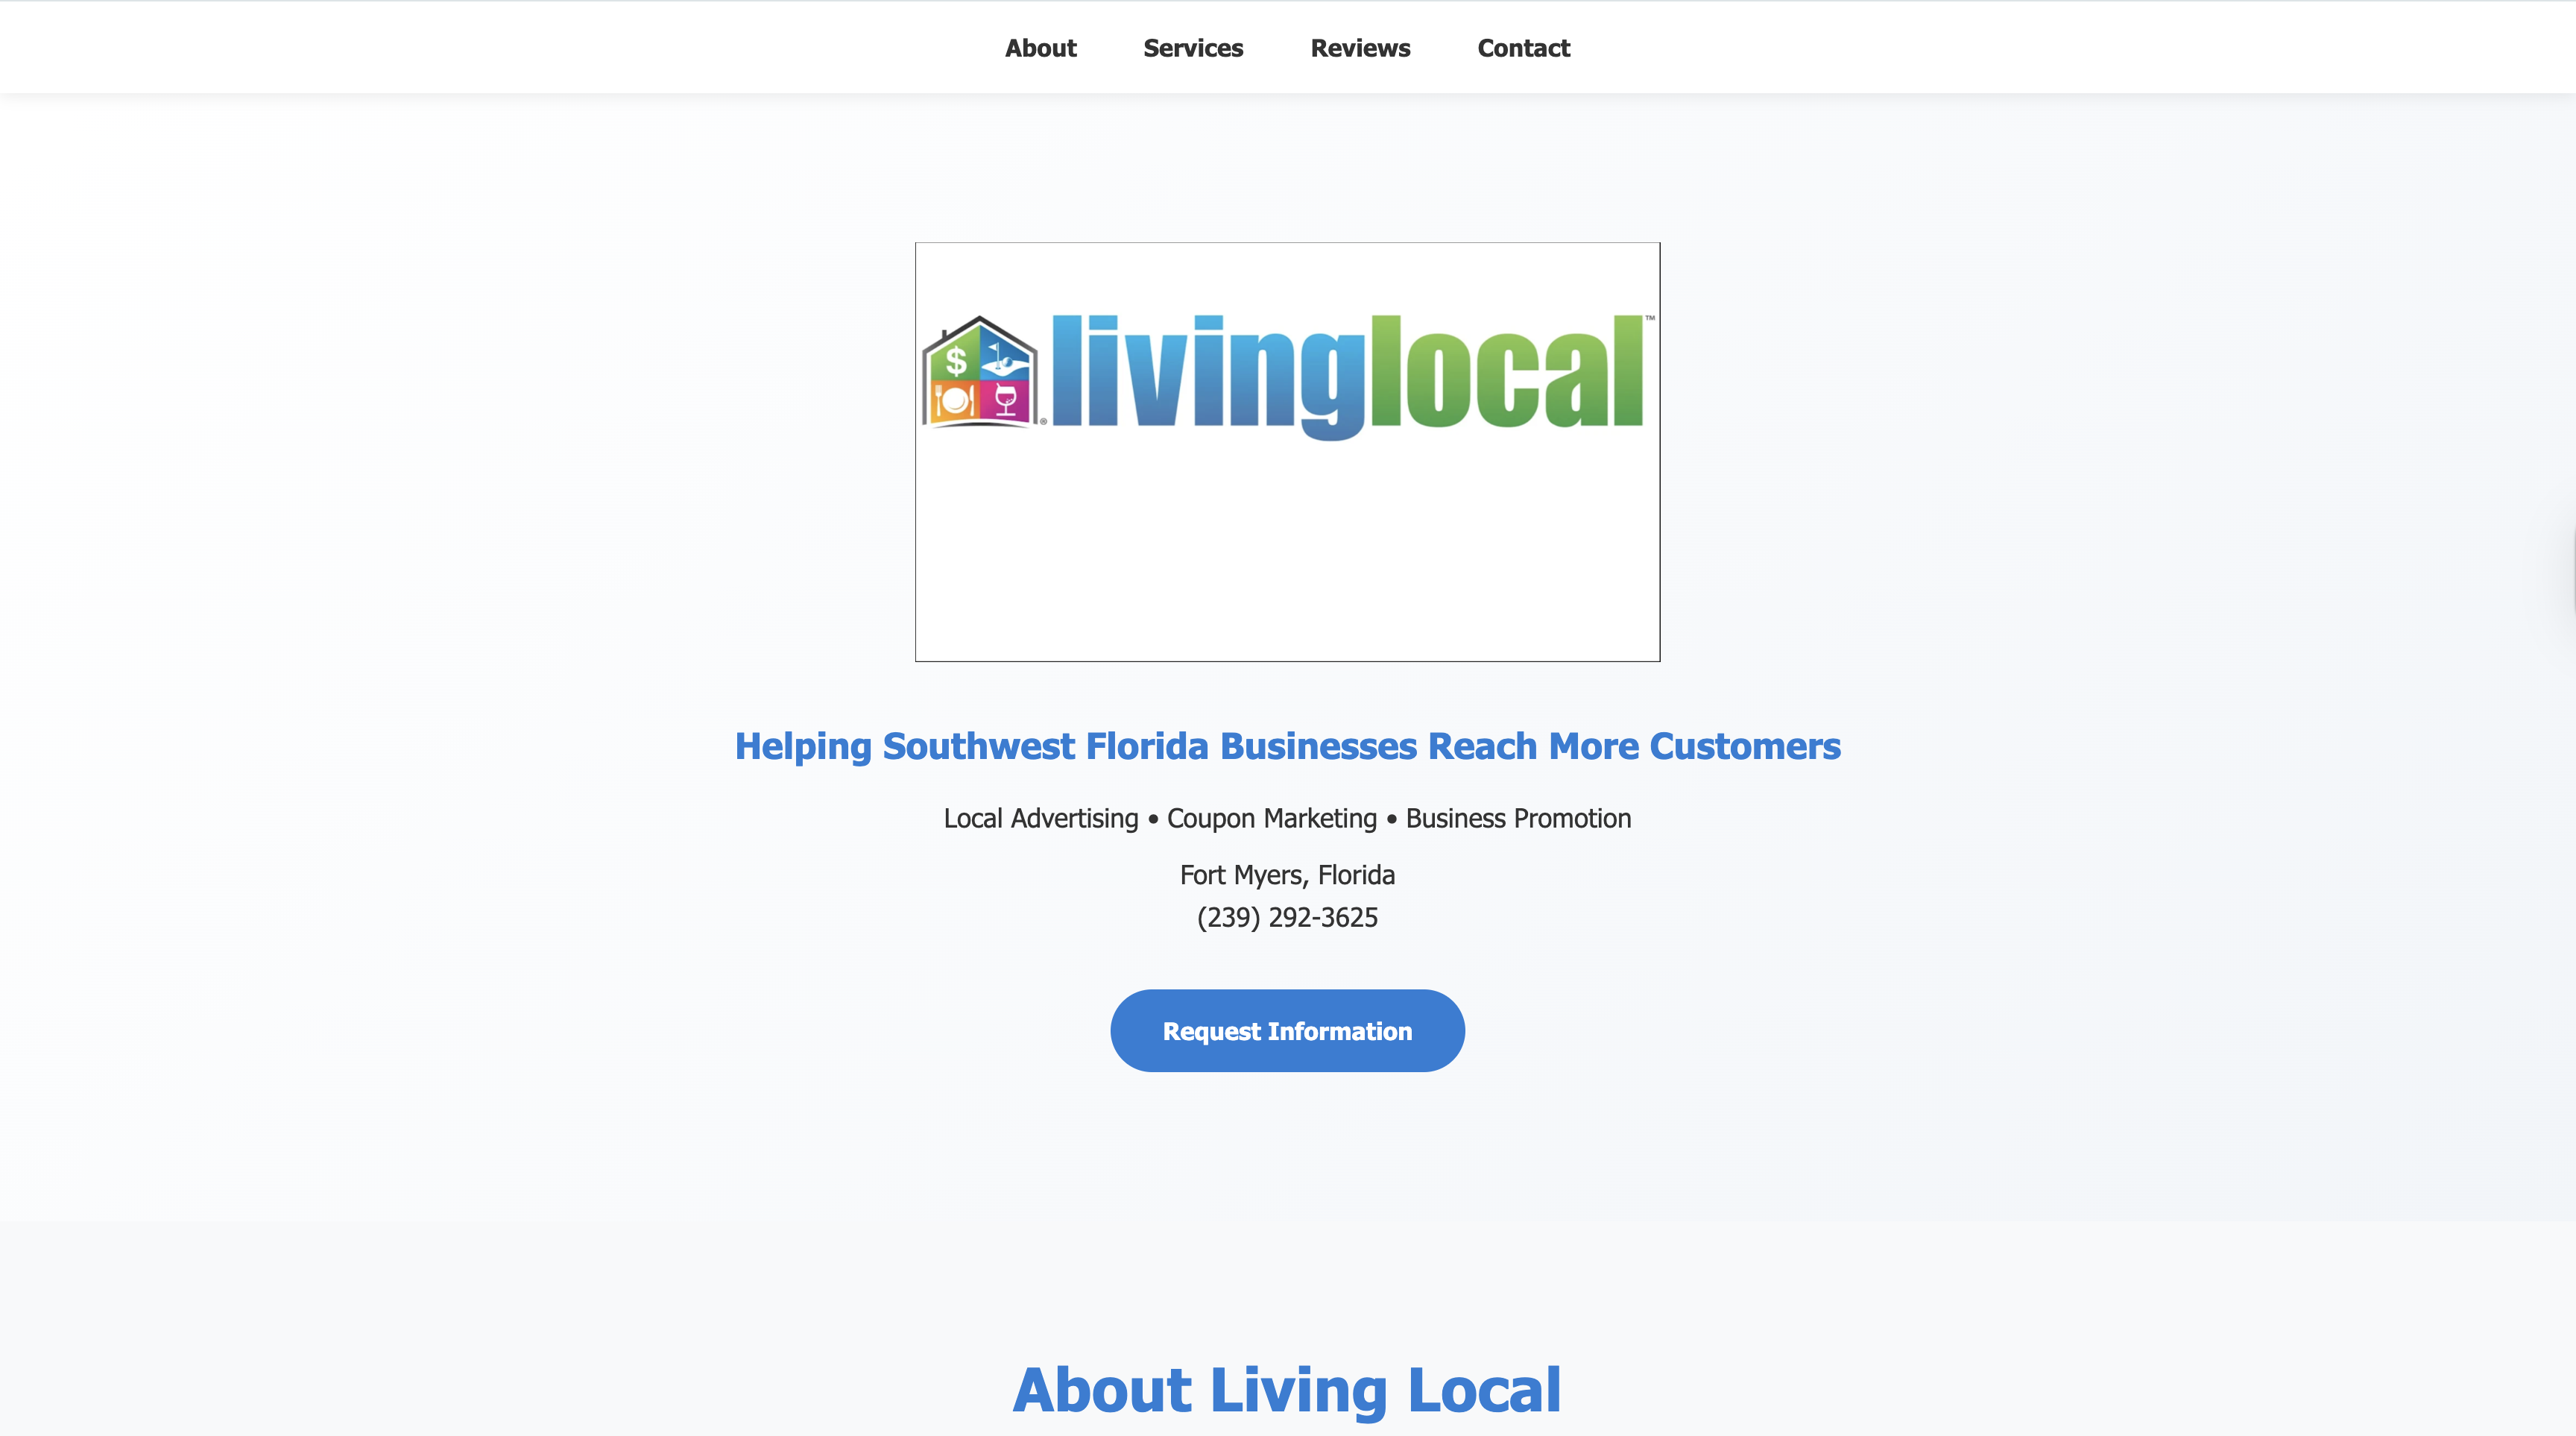 About Services Reviews Contact
$ livinglocal™
®
Helping Southwest Florida Businesses Reach More Customers
Local Advertising • Coupon Marketing • Business Promotion
Fort Myers, Florida
(239) 292-3625
Request Information
About Living Local